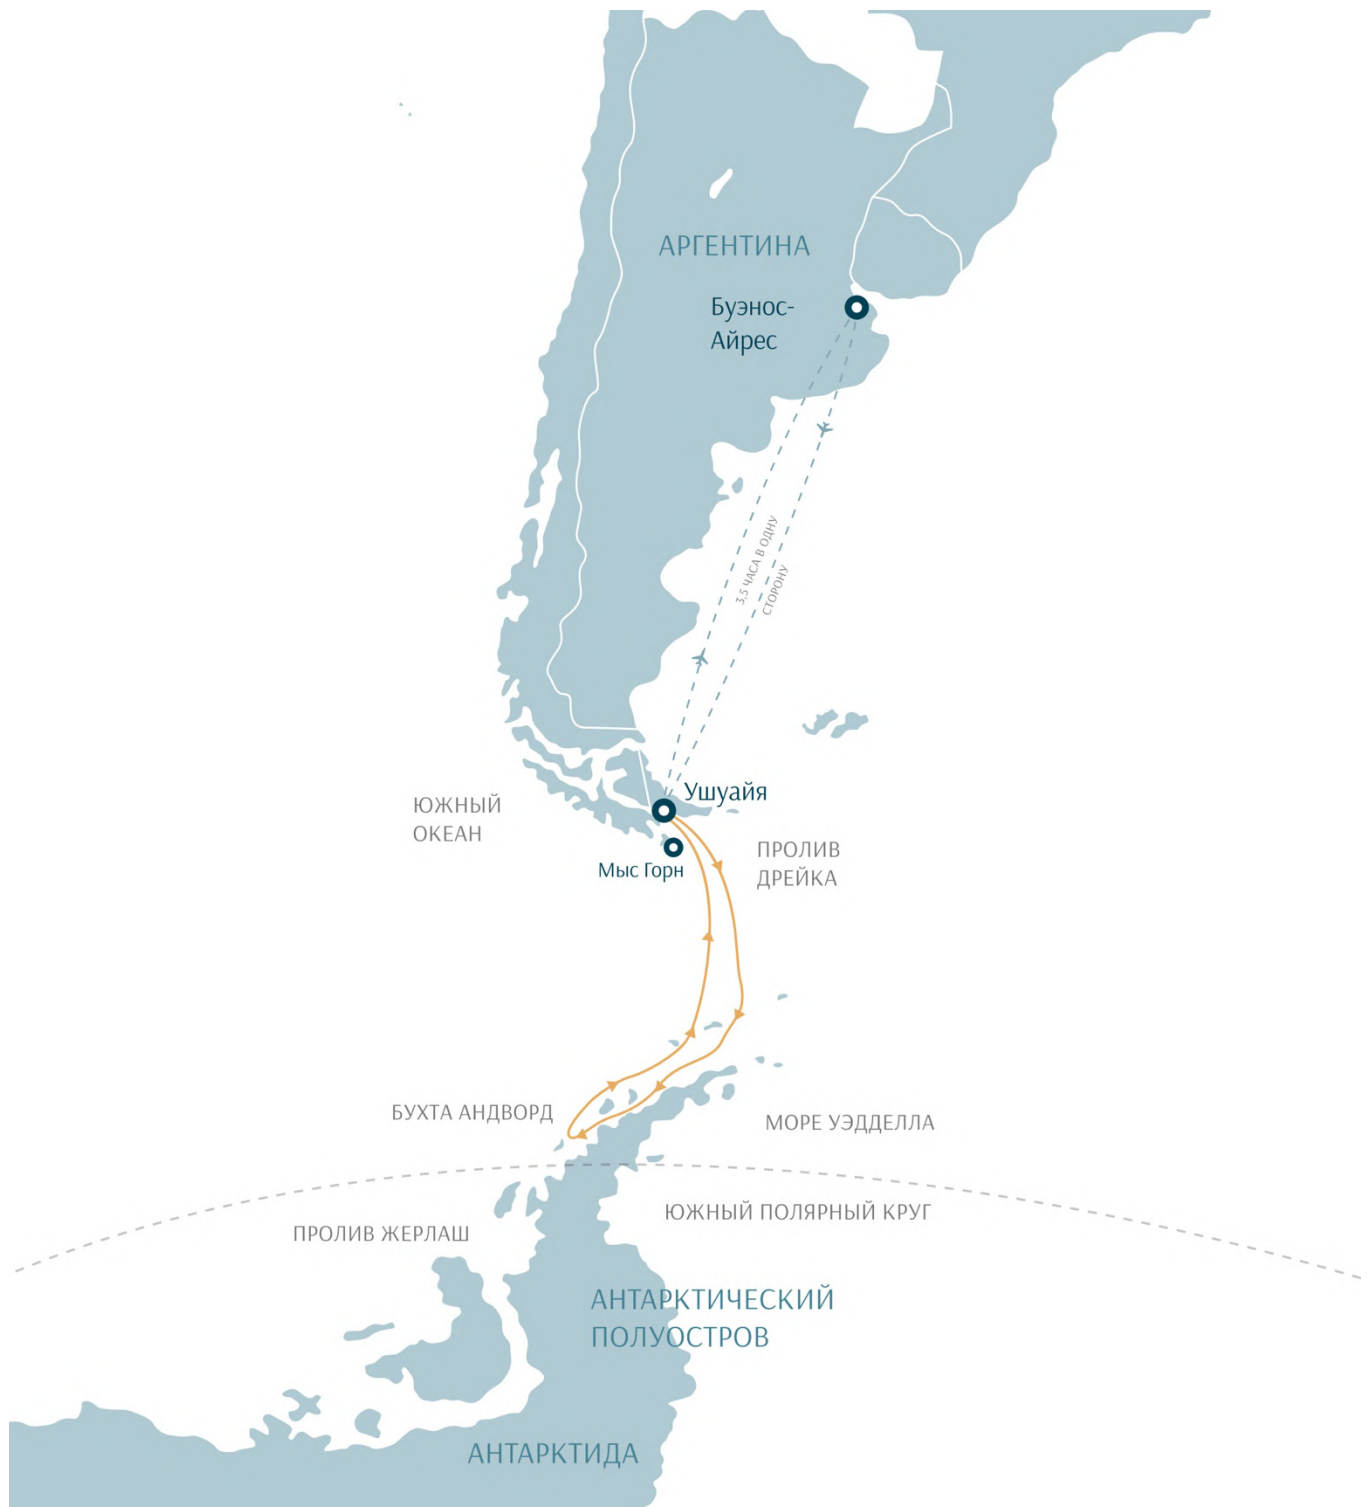 АРГЕНТИНА
Буэнос-
Айрес
3,5 ЧАСА В ОДНУ
СТОРОНУ
Ушуайя
ЮЖНЫЙ
ОКЕАН
ПРОЛИВ
ДРЕЙКА
Мыс Горн
БУХТА АНДВОРД
МОРЕ УЭДДЕЛЛА
ЮЖНЫЙ ПОЛЯРНЫЙ КРУГ
ПРОЛИВ ЖЕРЛАШ
АНТАРКТИЧЕСКИЙ
ПОЛУОСТРОВ
АНТАРКТИДА